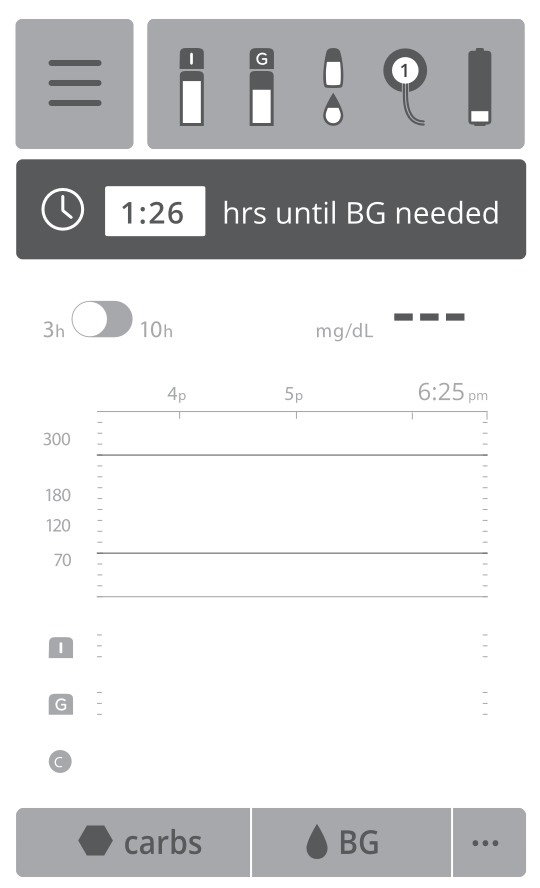 I G 1
1:26 hrs until BG needed
3h 10h mg/dL ---
4p 5p 6:25 pm
300
180
120
70
I
G
C
carbs BG ...